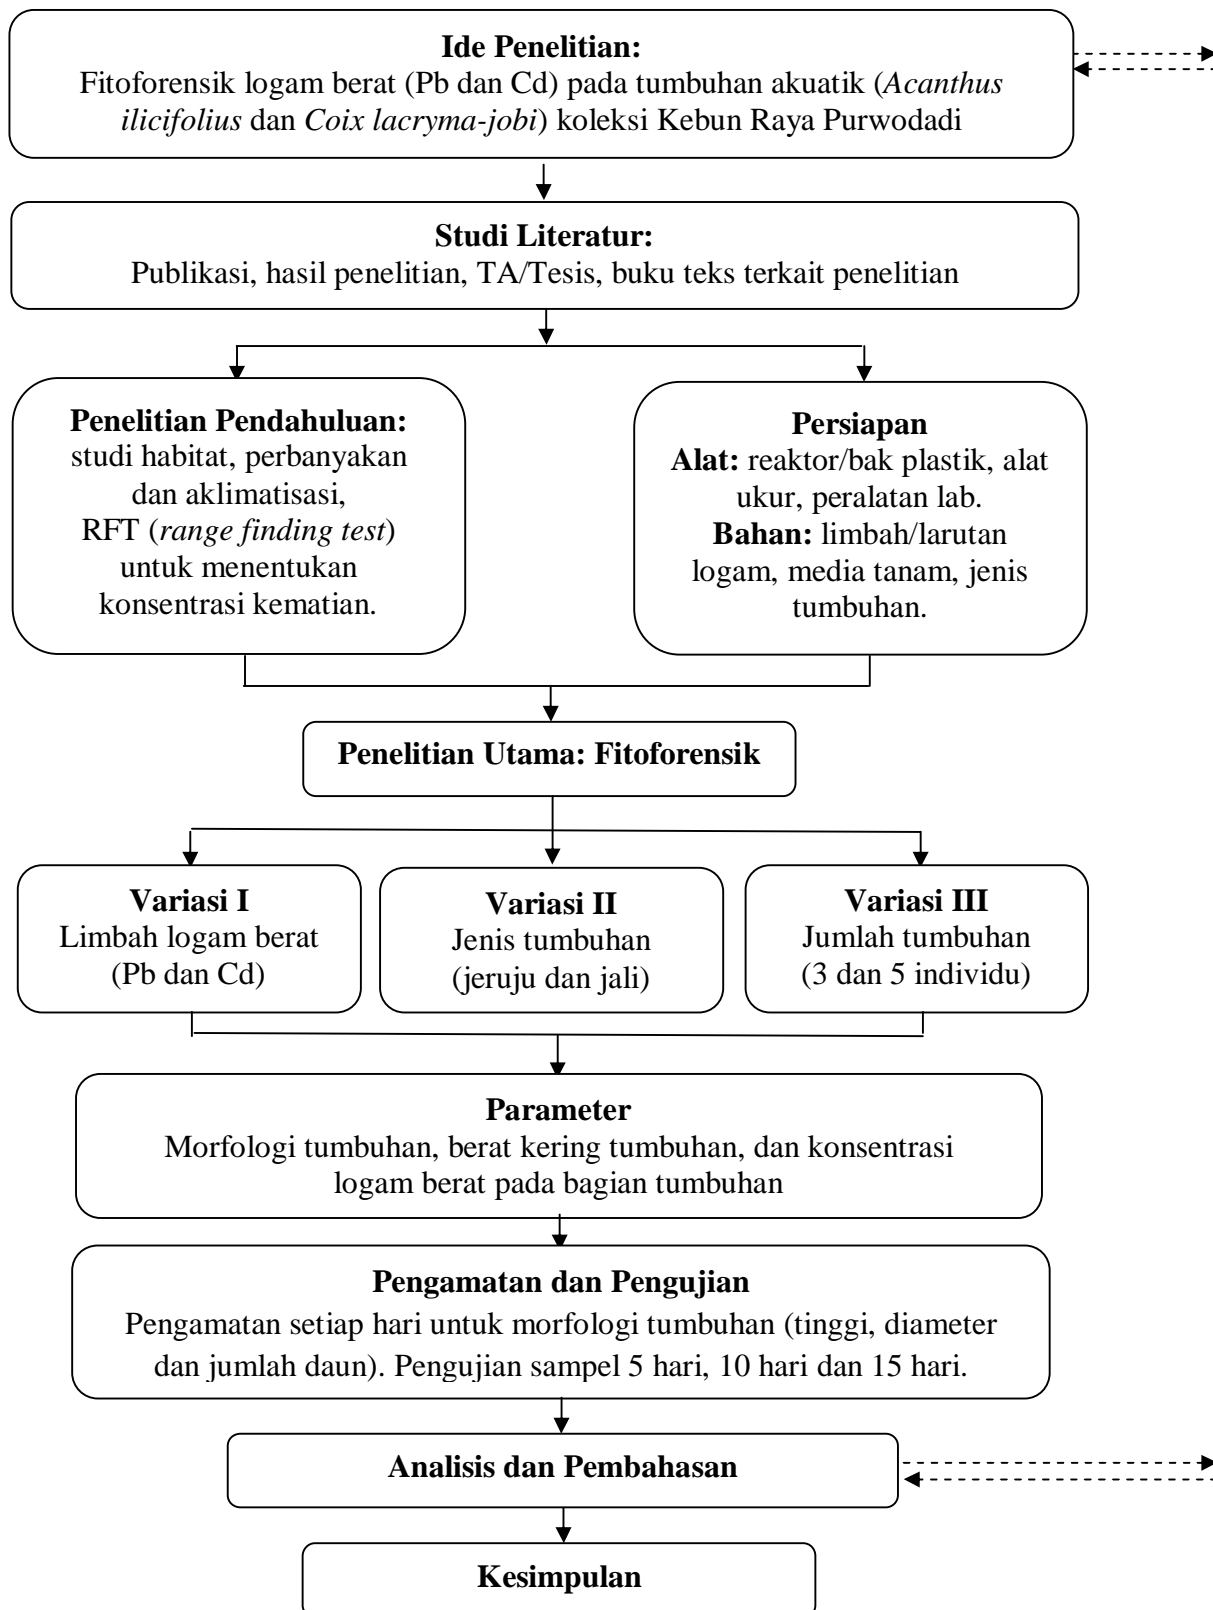 Ide Penelitian:
Fitoforensik logam berat (Pb dan Cd) pada tumbuhan akuatik (Acanthus
ilicifolius dan Coix lacryma-jobi) koleksi Kebun Raya Purwodadi
Studi Literatur:
Publikasi, hasil penelitian, TA/Tesis, buku teks terkait penelitian
Penelitian Pendahuluan:
studi habitat, perbanyakan
dan aklimatisasi,
RFT (range finding test)
untuk menentukan
konsentrasi kematian.
Persiapan
Alat: reaktor/bak plastik, alat
ukur, peralatan lab.
Bahan: limbah/larutan
logam, media tanam, jenis
tumbuhan.
Penelitian Utama: Fitoforensik
Variasi I
Limbah logam berat
(Pb dan Cd)
Variasi II
Jenis tumbuhan
(jeruju dan jali)
Variasi III
Jumlah tumbuhan
(3 dan 5 individu)
Parameter
Morfologi tumbuhan, berat kering tumbuhan, dan konsentrasi
logam berat pada bagian tumbuhan
Pengamatan dan Pengujian
Pengamatan setiap hari untuk morfologi tumbuhan (tinggi, diameter
dan jumlah daun). Pengujian sampel 5 hari, 10 hari dan 15 hari.
Analisis dan Pembahasan
Kesimpulan